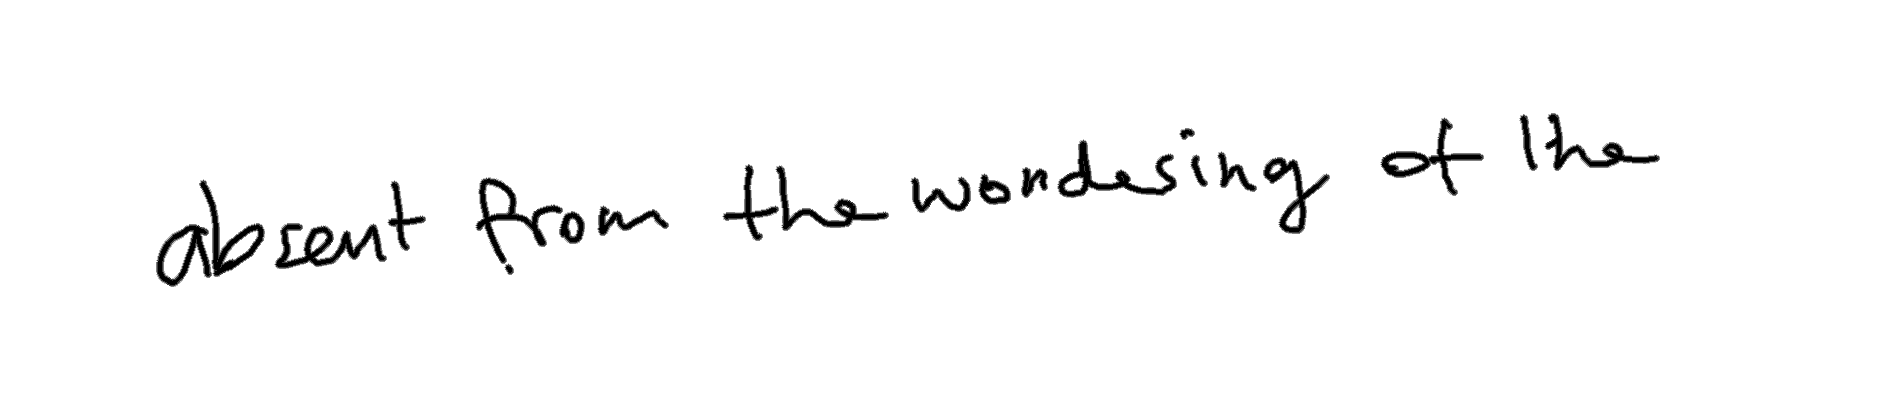 absent from the wondesing of the